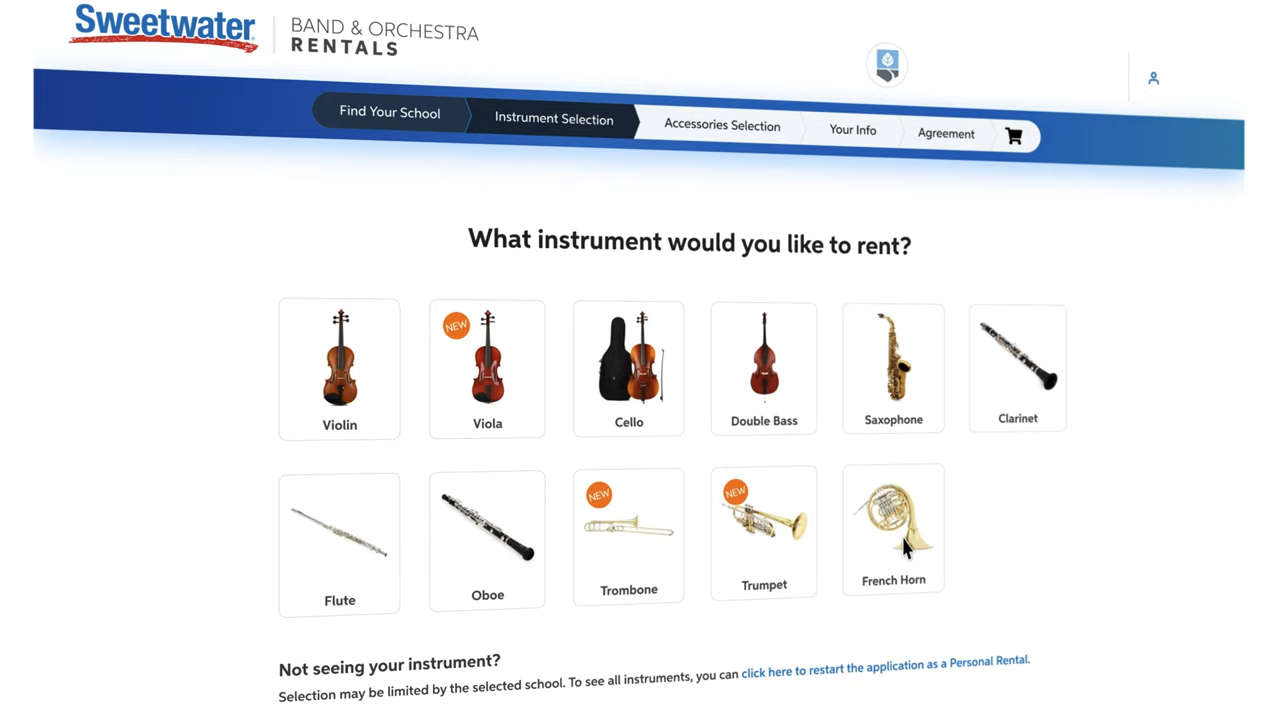 Sweetwater
BAND & ORCHESTRA
RENTALS
Find Your School
Instrument Selection
Accessories Selection
Your Info
Agreement
What instrument would you like to rent?
Violin
NEW
Viola
Cello
Double Bass
Saxophone
Clarinet
Flute
Oboe
NEW
Trombone
NEW
Trumpet
French Horn
Not seeing your instrument?
Selection may be limited by the selected school. To see all instruments, you can click here to restart the application as a Personal Rental.